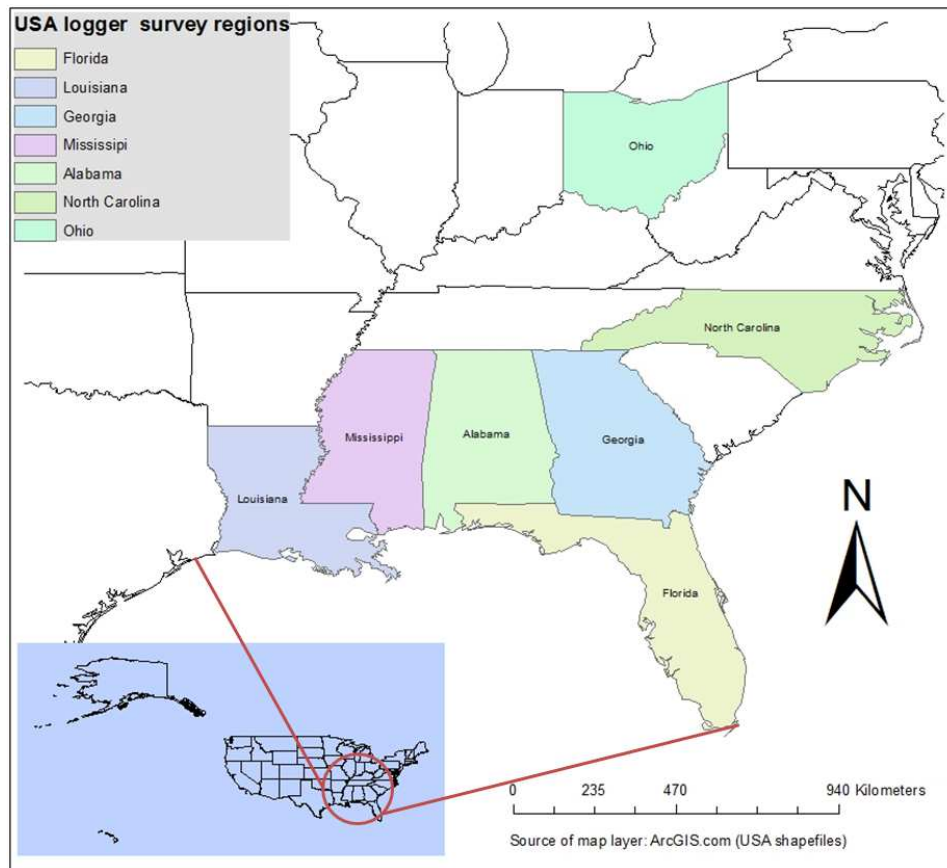 USA logger survey regions
Florida
Louisiana
Georgia
Mississipi
Alabama
North Carolina
Ohio
Ohio
North Carolina
Mississippi
Alabama
Georgia
Louisiana
Florida
N
0 235 470 940 Kilometers
Source of map layer: ArcGIS.com (USA shapefiles)